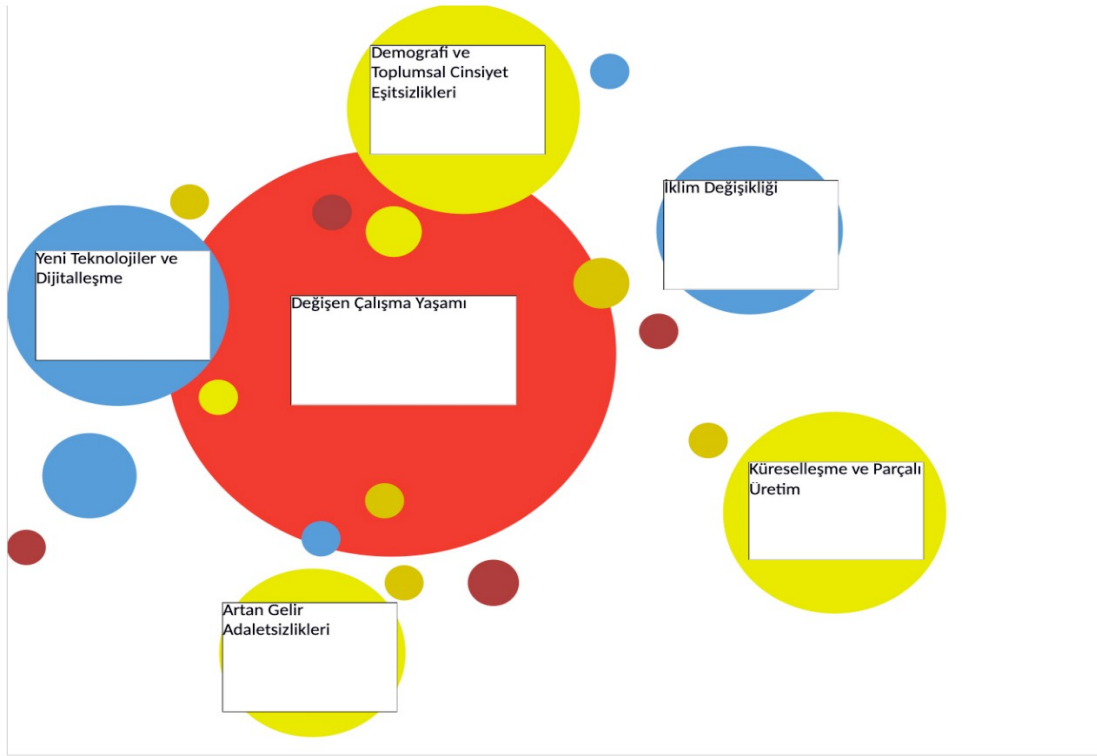 Demografi ve
Toplumsal Cinsiyet
Eşitsizlikleri
İklim Değişikliği
Yeni Teknolojiler ve
Dijitalleşme
Değişen Çalışma Yaşamı
Küreselleşme ve Parçalı
Üretim
Artan Gelir
Adaletsizlikleri